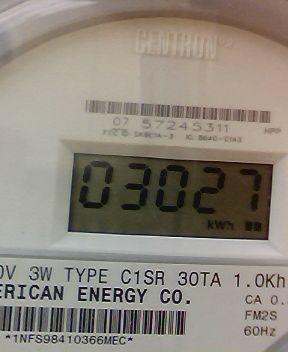 CENTRON
07 57245311 HPP
03027
kWh
0V 3W TYPE C1SR 30TA 1.0Kh
ERICAN ENERGY CO.
CA 0.
FM2S
*1NFS98410366MEC*
60Hz